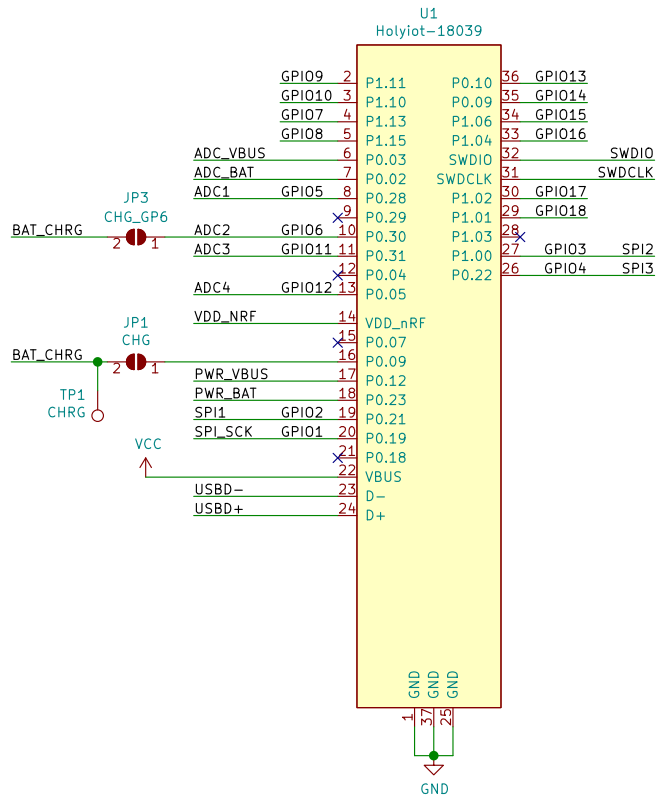 U1
Holyiot-18039
GPIO9 2 P1.11 P0.10 36 GPIO13
GPIO10 3 P1.10 P0.09 35 GPIO14
GPIO7 4 P1.13 P1.06 34 GPIO15
GPIO8 5 P1.15 P1.04 33 GPIO16
ADC_VBUS 6 P0.03 SWDIO 32 SWDIO
ADC_BAT 7 P0.02 SWDCLK 31 SWDCLK
ADC1 GPIO5 8 P0.28 P1.02 30 GPIO17
JP3
CHG_GP6
9 P0.29 P1.01 29 GPIO18
BAT_CHRG 2 1 ADC2 GPIO6 10 P0.30 P1.03 28
ADC3 GPIO11 11 P0.31 P1.00 27 GPIO3 SPI2
12 P0.04 P0.22 26 GPIO4 SPI3
ADC4 GPIO12 13 P0.05
VDD_NRF 14 VDD_nRF
JP1
CHG
15 P0.07
BAT_CHRG 2 1 16 P0.09
PWR_VBUS 17 P0.12
TP1
CHRG
PWR_BAT 18 P0.23
SPI1 GPIO2 19 P0.21
SPI_SCK GPIO1 20 P0.19
VCC
21 P0.18
22 VBUS
USBD- 23 D-
USBD+ 24 D+
GND GND GND
1 37 25
GND